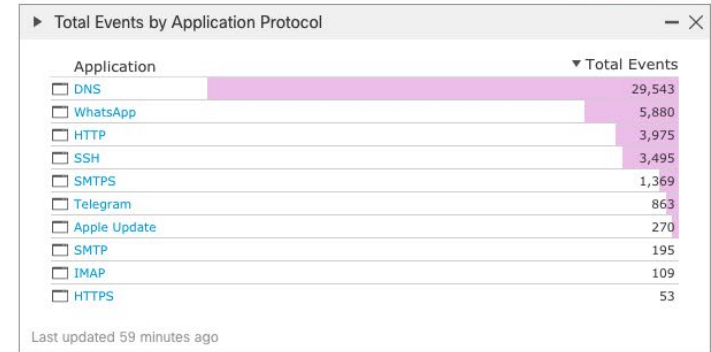 Total Events by Application Protocol
Application Total Events
DNS 29,543
WhatsApp 5,880
HTTP 3,975
SSH 3,495
SMTPS 1,369
Telegram 863
Apple Update 270
SMTP 195
IMAP 109
HTTPS 53
Last updated 59 minutes ago